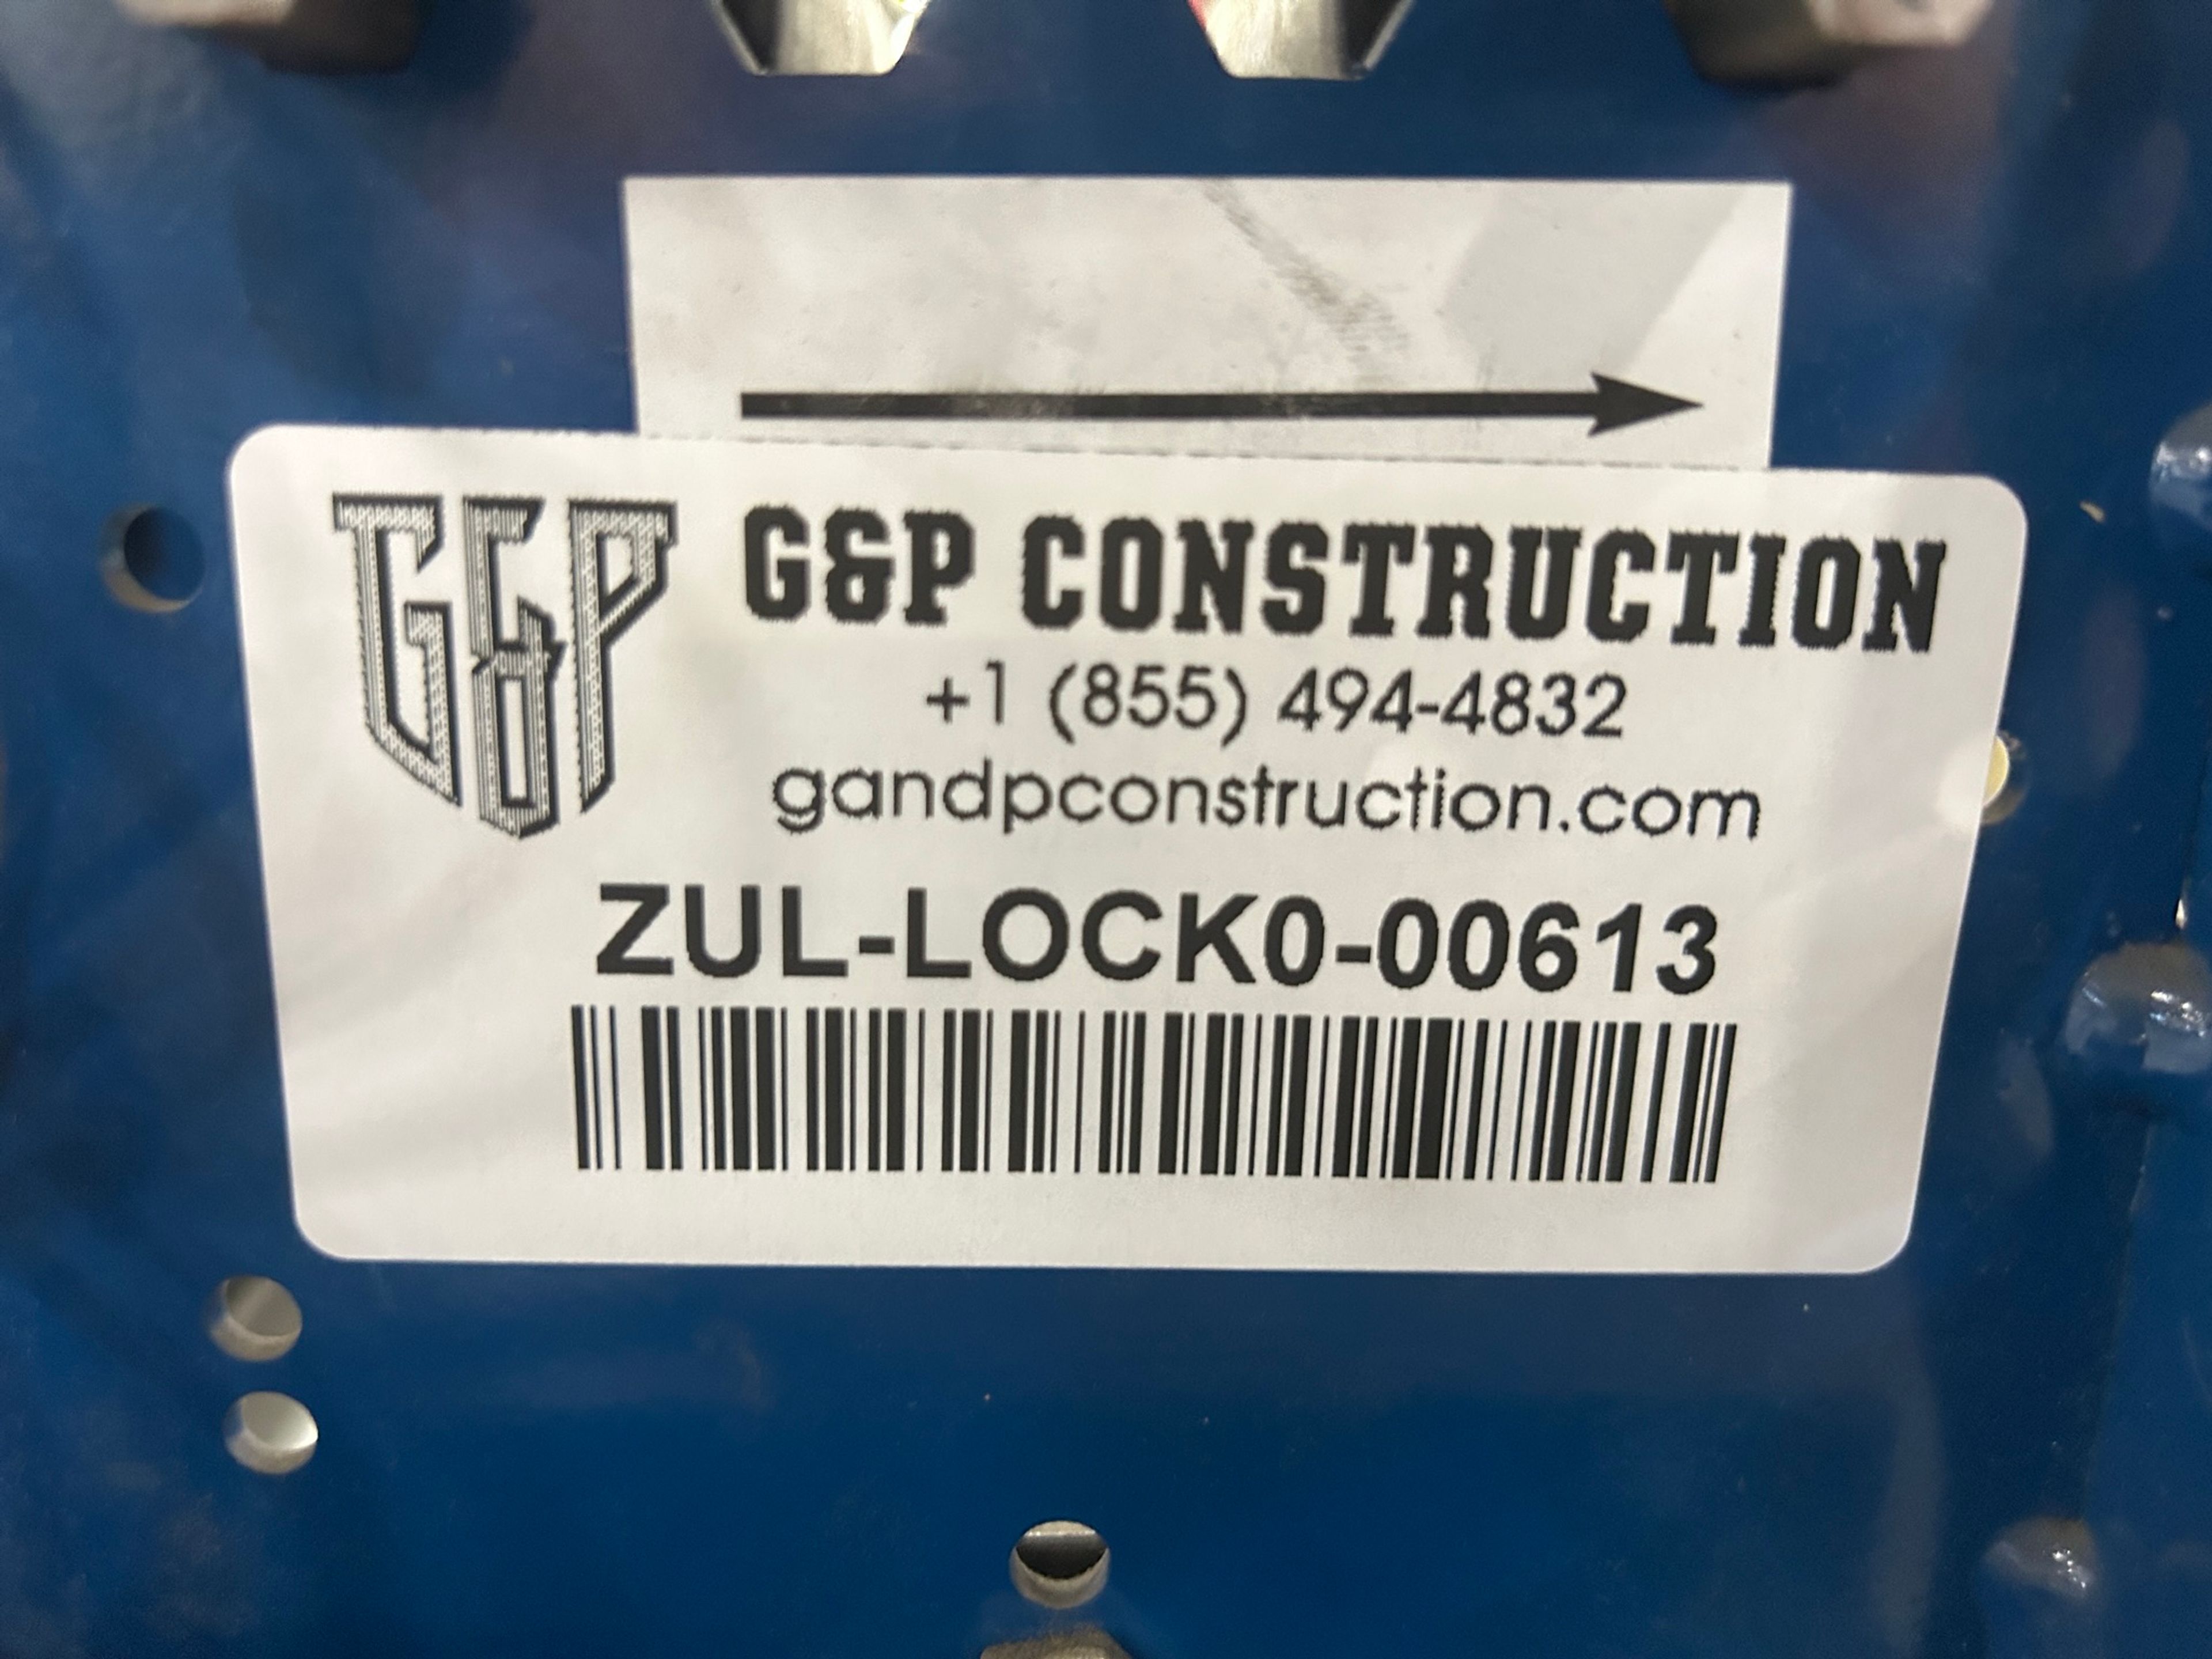 G&P
G&P CONSTRUCTION
+1 (855) 494-4832
gandpconstruction.com
ZUL-LOCK0-00613